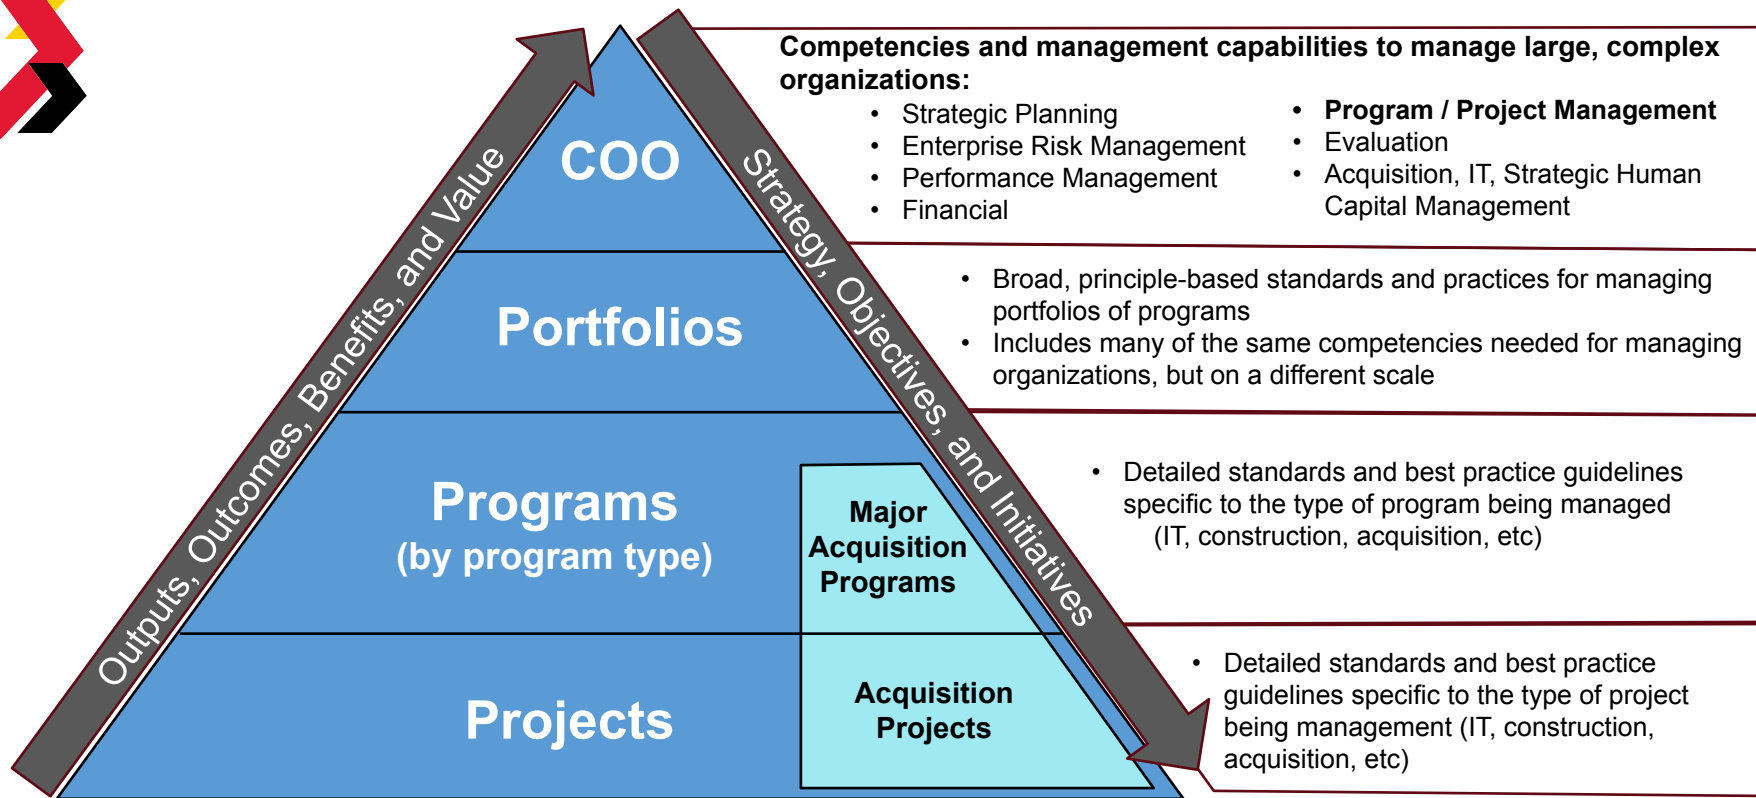 Competencies and management capabilities to manage large, complex
organizations:
• Strategic Planning
• Enterprise Risk Management
• Performance Management
• Financial
• Program / Project Management
• Evaluation
• Acquisition, IT, Strategic Human
Capital Management
COO
Outputs, Outcomes, Benefits, and Value
Strategy, Objectives, and Initiatives
Portfolios
• Broad, principle-based standards and practices for managing
portfolios of programs
• Includes many of the same competencies needed for managing
organizations, but on a different scale
Programs
(by program type)
Major
Acquisition
Programs
• Detailed standards and best practice guidelines
specific to the type of program being managed
(IT, construction, acquisition, etc)
Projects
Acquisition
Projects
• Detailed standards and best practice
guidelines specific to the type of project
being management (IT, construction,
acquisition, etc)